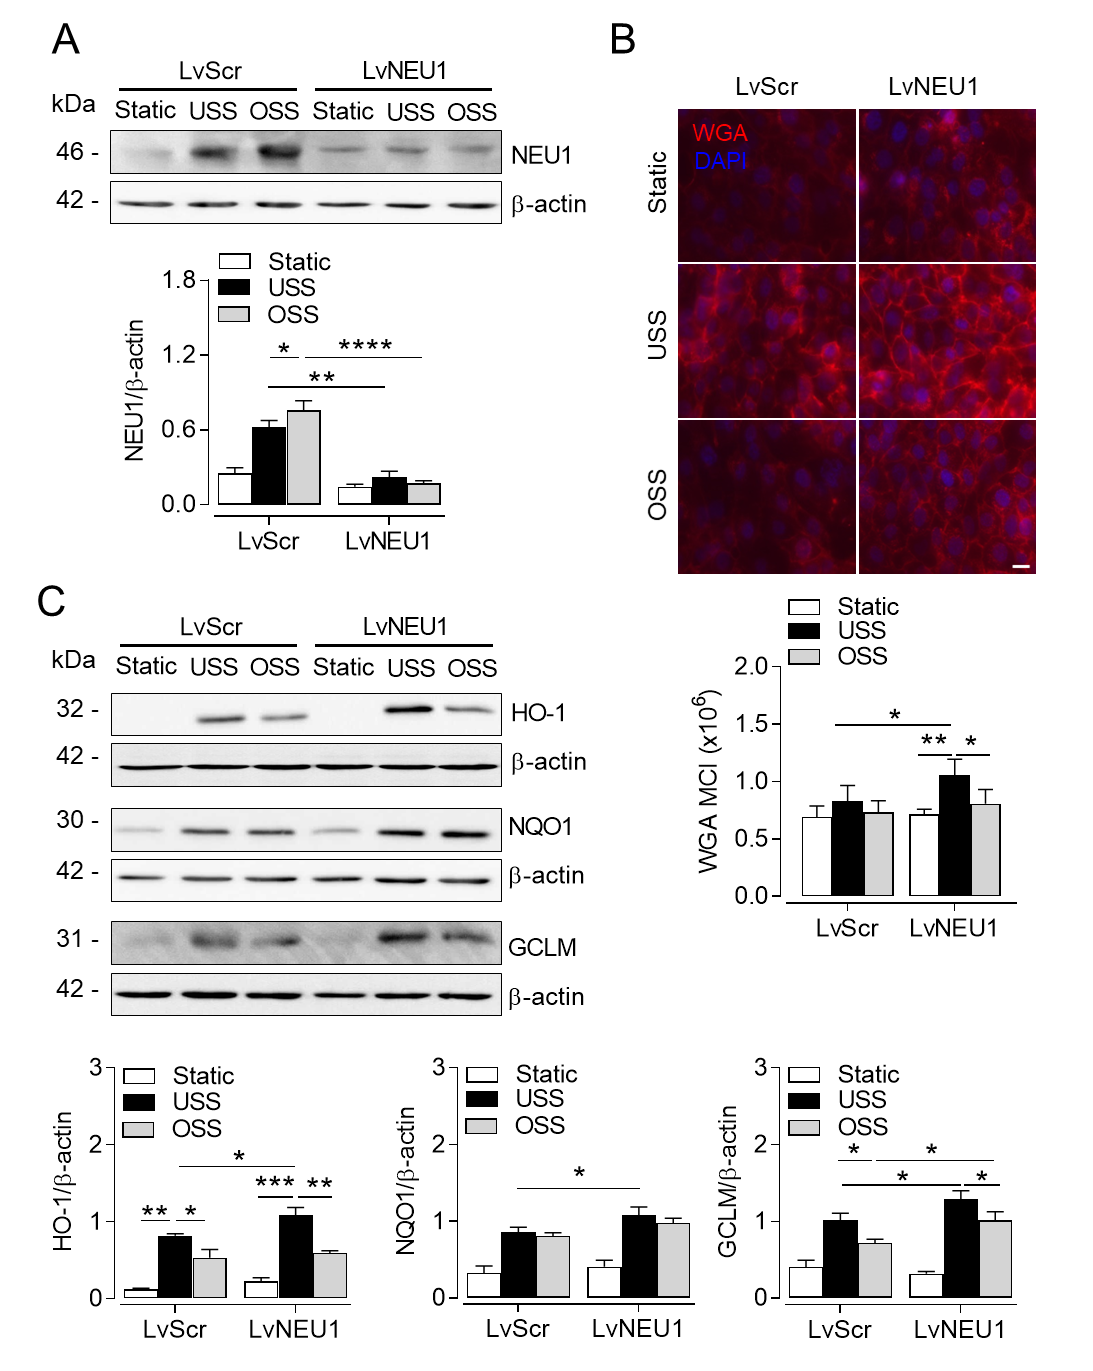 A
LvScr LvNEU1
kDa Static USS OSS Static USS OSS
46 - NEU1
42 - β-actin
Static
USS
OSS
NEU1/β-actin
1.8
1.2
0.6
0.0
* ****
**
LvScr LvNEU1
B
LvScr LvNEU1
WGA
DAPI
Static
USS
OSS
Static
USS
OSS
WGA MCI (x10⁶)
2.0
1.5
1.0
0.5
0.0
*
** *
LvScr LvNEU1
C
LvScr LvNEU1
kDa Static USS OSS Static USS OSS
32 - HO-1
42 - β-actin
30 - NQO1
42 - β-actin
31 - GCLM
42 - β-actin
Static
USS
OSS
HO-1/β-actin
3
2
1
0
*
*** **
** *
LvScr LvNEU1
Static
USS
OSS
NQO1/β-actin
3
2
1
0
*
LvScr LvNEU1
Static
USS
OSS
GCLM/β-actin
3
2
1
0
* *
* *
LvScr LvNEU1